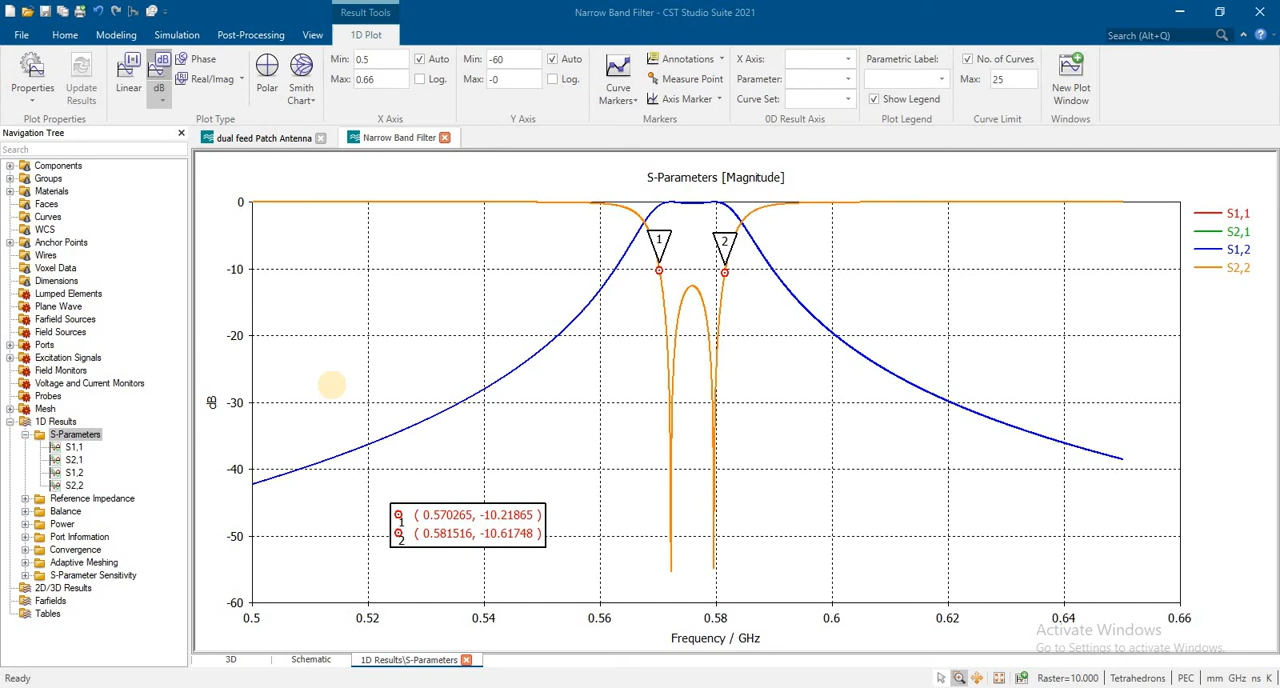 Result Tools
Narrow Band Filter - CST Studio Suite 2021
File Home Modeling Simulation Post-Processing View 1D Plot
Search (Alt+Q)
Properties
Update Results
Plot Properties
Linear
dB
Phase
Real/Imag
Plot Type
Polar
Smith Chart
Min: 0.5 Auto
Max: 0.66 Log.
X Axis
Min: -60 Auto
Max: -0 Log.
Y Axis
Curve Markers
Annotations
Measure Point
Axis Marker
Markers
X Axis:
Parameter:
Curve Set:
0D Result Axis
Parametric Label:
Show Legend
Plot Legend
No. of Curves
Max: 25
Curve Limit
New Plot Window
Windows
Navigation Tree
Search
dual feed Patch Antenna
Narrow Band Filter
Components
Groups
Materials
Faces
Curves
WCS
Anchor Points
Wires
Voxel Data
Dimensions
Lumped Elements
Plane Wave
Farfield Sources
Field Sources
Ports
Excitation Signals
Field Monitors
Voltage and Current Monitors
Probes
Mesh
1D Results
S-Parameters
S1,1
S2,1
S1,2
S2,2
Reference Impedance
Balance
Power
Port Information
Convergence
Adaptive Meshing
S-Parameter Sensitivity
2D/3D Results
Farfields
Tables
S-Parameters [Magnitude]
0
-10
-20
-30
-40
-50
-60
dB
1
2
1 ( 0.570265, -10.21865 )
2 ( 0.581516, -10.61748 )
0.5 0.52 0.54 0.56 0.58 0.6 0.62 0.64 0.66
Frequency / GHz
S1,1
S2,1
S1,2
S2,2
Activate Windows
Go to Settings to activate Windows.
3D Schematic 1D Results\S-Parameters
Ready
Raster=10.000 Tetrahedrons PEC mm GHz ns K